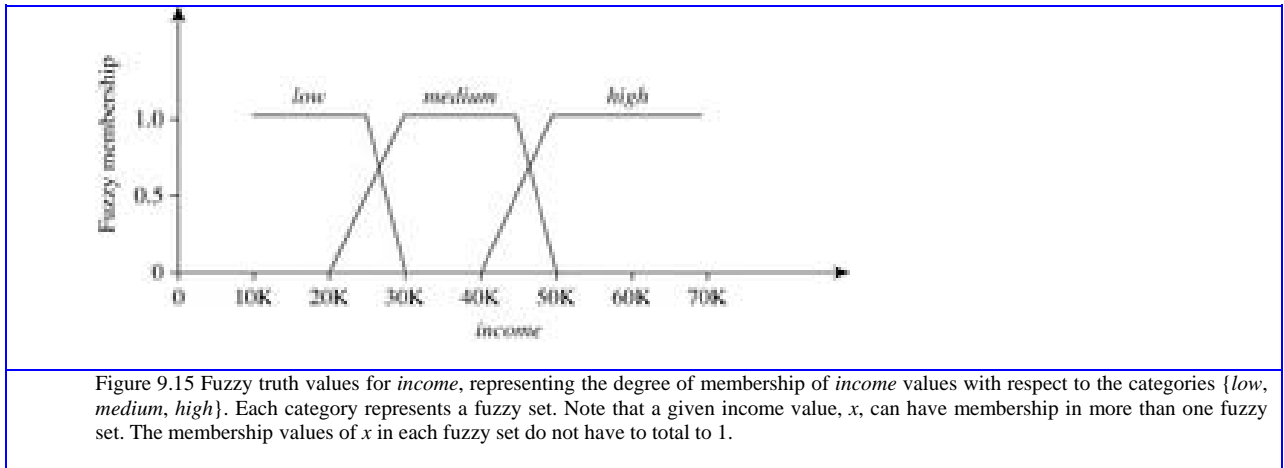 Fuzzy membership
low medium high
1.0
0.5
0
0 10K 20K 30K 40K 50K 60K 70K
income
Figure 9.15 Fuzzy truth values for income, representing the degree of membership of income values with respect to the categories {low,
medium, high}. Each category represents a fuzzy set. Note that a given income value, x, can have membership in more than one fuzzy
set. The membership values of x in each fuzzy set do not have to total to 1.